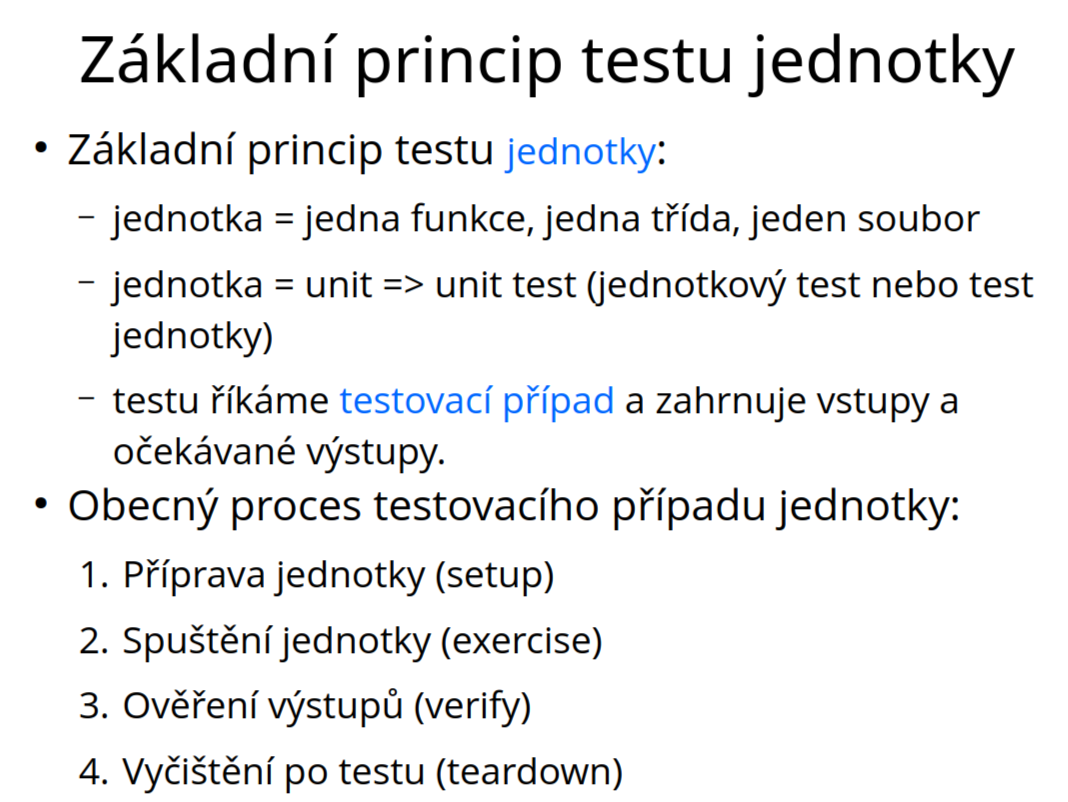 Základní princip testu jednotky
• Základní princip testu jednotky:
– jednotka = jedna funkce, jedna třída, jeden soubor
– jednotka = unit => unit test (jednotkový test nebo test
jednotky)
– testu říkáme testovací případ a zahrnuje vstupy a
očekávané výstupy.
• Obecný proces testovacího případu jednotky:
1. Příprava jednotky (setup)
2. Spuštění jednotky (exercise)
3. Ověření výstupů (verify)
4. Vyčištění po testu (teardown)